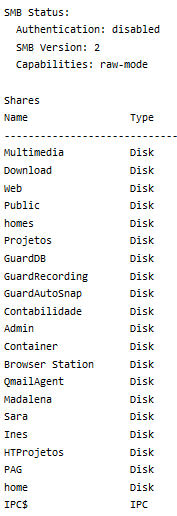 SMB Status:
Authentication: disabled
SMB Version: 2
Capabilities: raw-mode
Shares
Name Type
-----------------------------
Multimedia Disk
Download Disk
Web Disk
Public Disk
homes Disk
Projetos Disk
GuardDB Disk
GuardRecording Disk
GuardAutoSnap Disk
Contabilidade Disk
Admin Disk
Container Disk
Browser Station Disk
QmailAgent Disk
Madalena Disk
Sara Disk
Ines Disk
HTProjetos Disk
PAG Disk
home Disk
IPC$ IPC